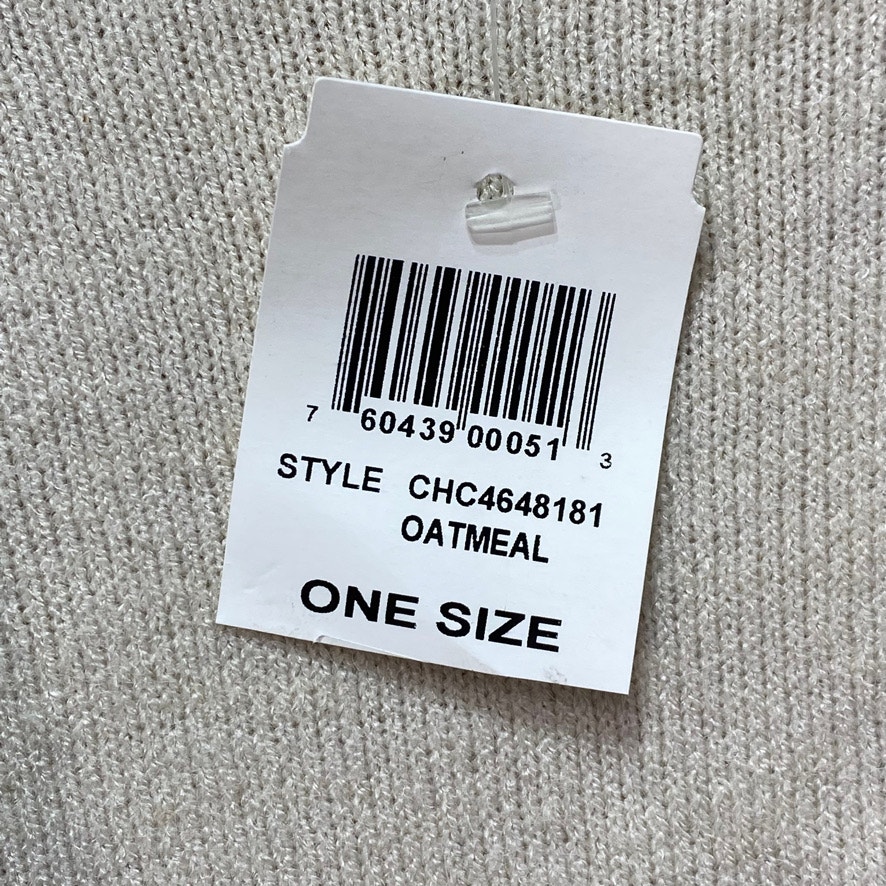 7 60439 00051 3
STYLE CHC4648181
OATMEAL
ONE SIZE